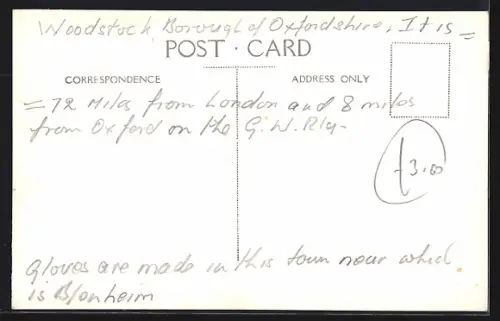 Woodstock, Borough of Oxfordshire, It is =
POST · CARD
CORRESPONDENCE
ADDRESS ONLY
= 72 Miles from London and 8 miles
from Oxford on the G. W. Rly-
£3.00
Gloves are made in this town near which
is Blenheim